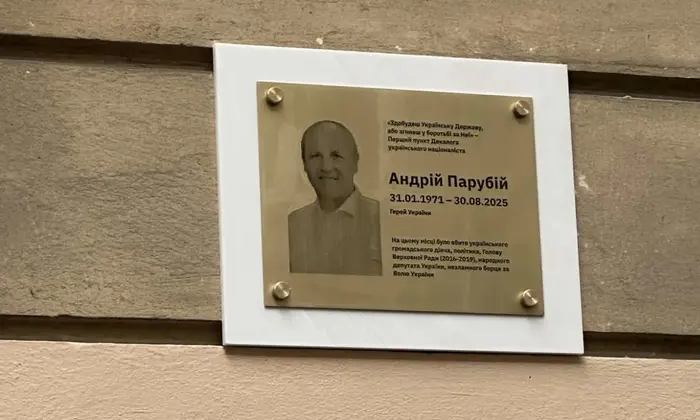 «Здобудеш Українську Державу,
або згинеш у боротьбі за Неї» –
Перший пункт Декалога
українського націоналіста
Андрій Парубій
31.01.1971 – 30.08.2025
Герой України
На цьому місці було вбито українського
громадського діяча, політика, Голову
Верховної Ради (2016–2019), народного
депутата України, незламного борця за
Волю України